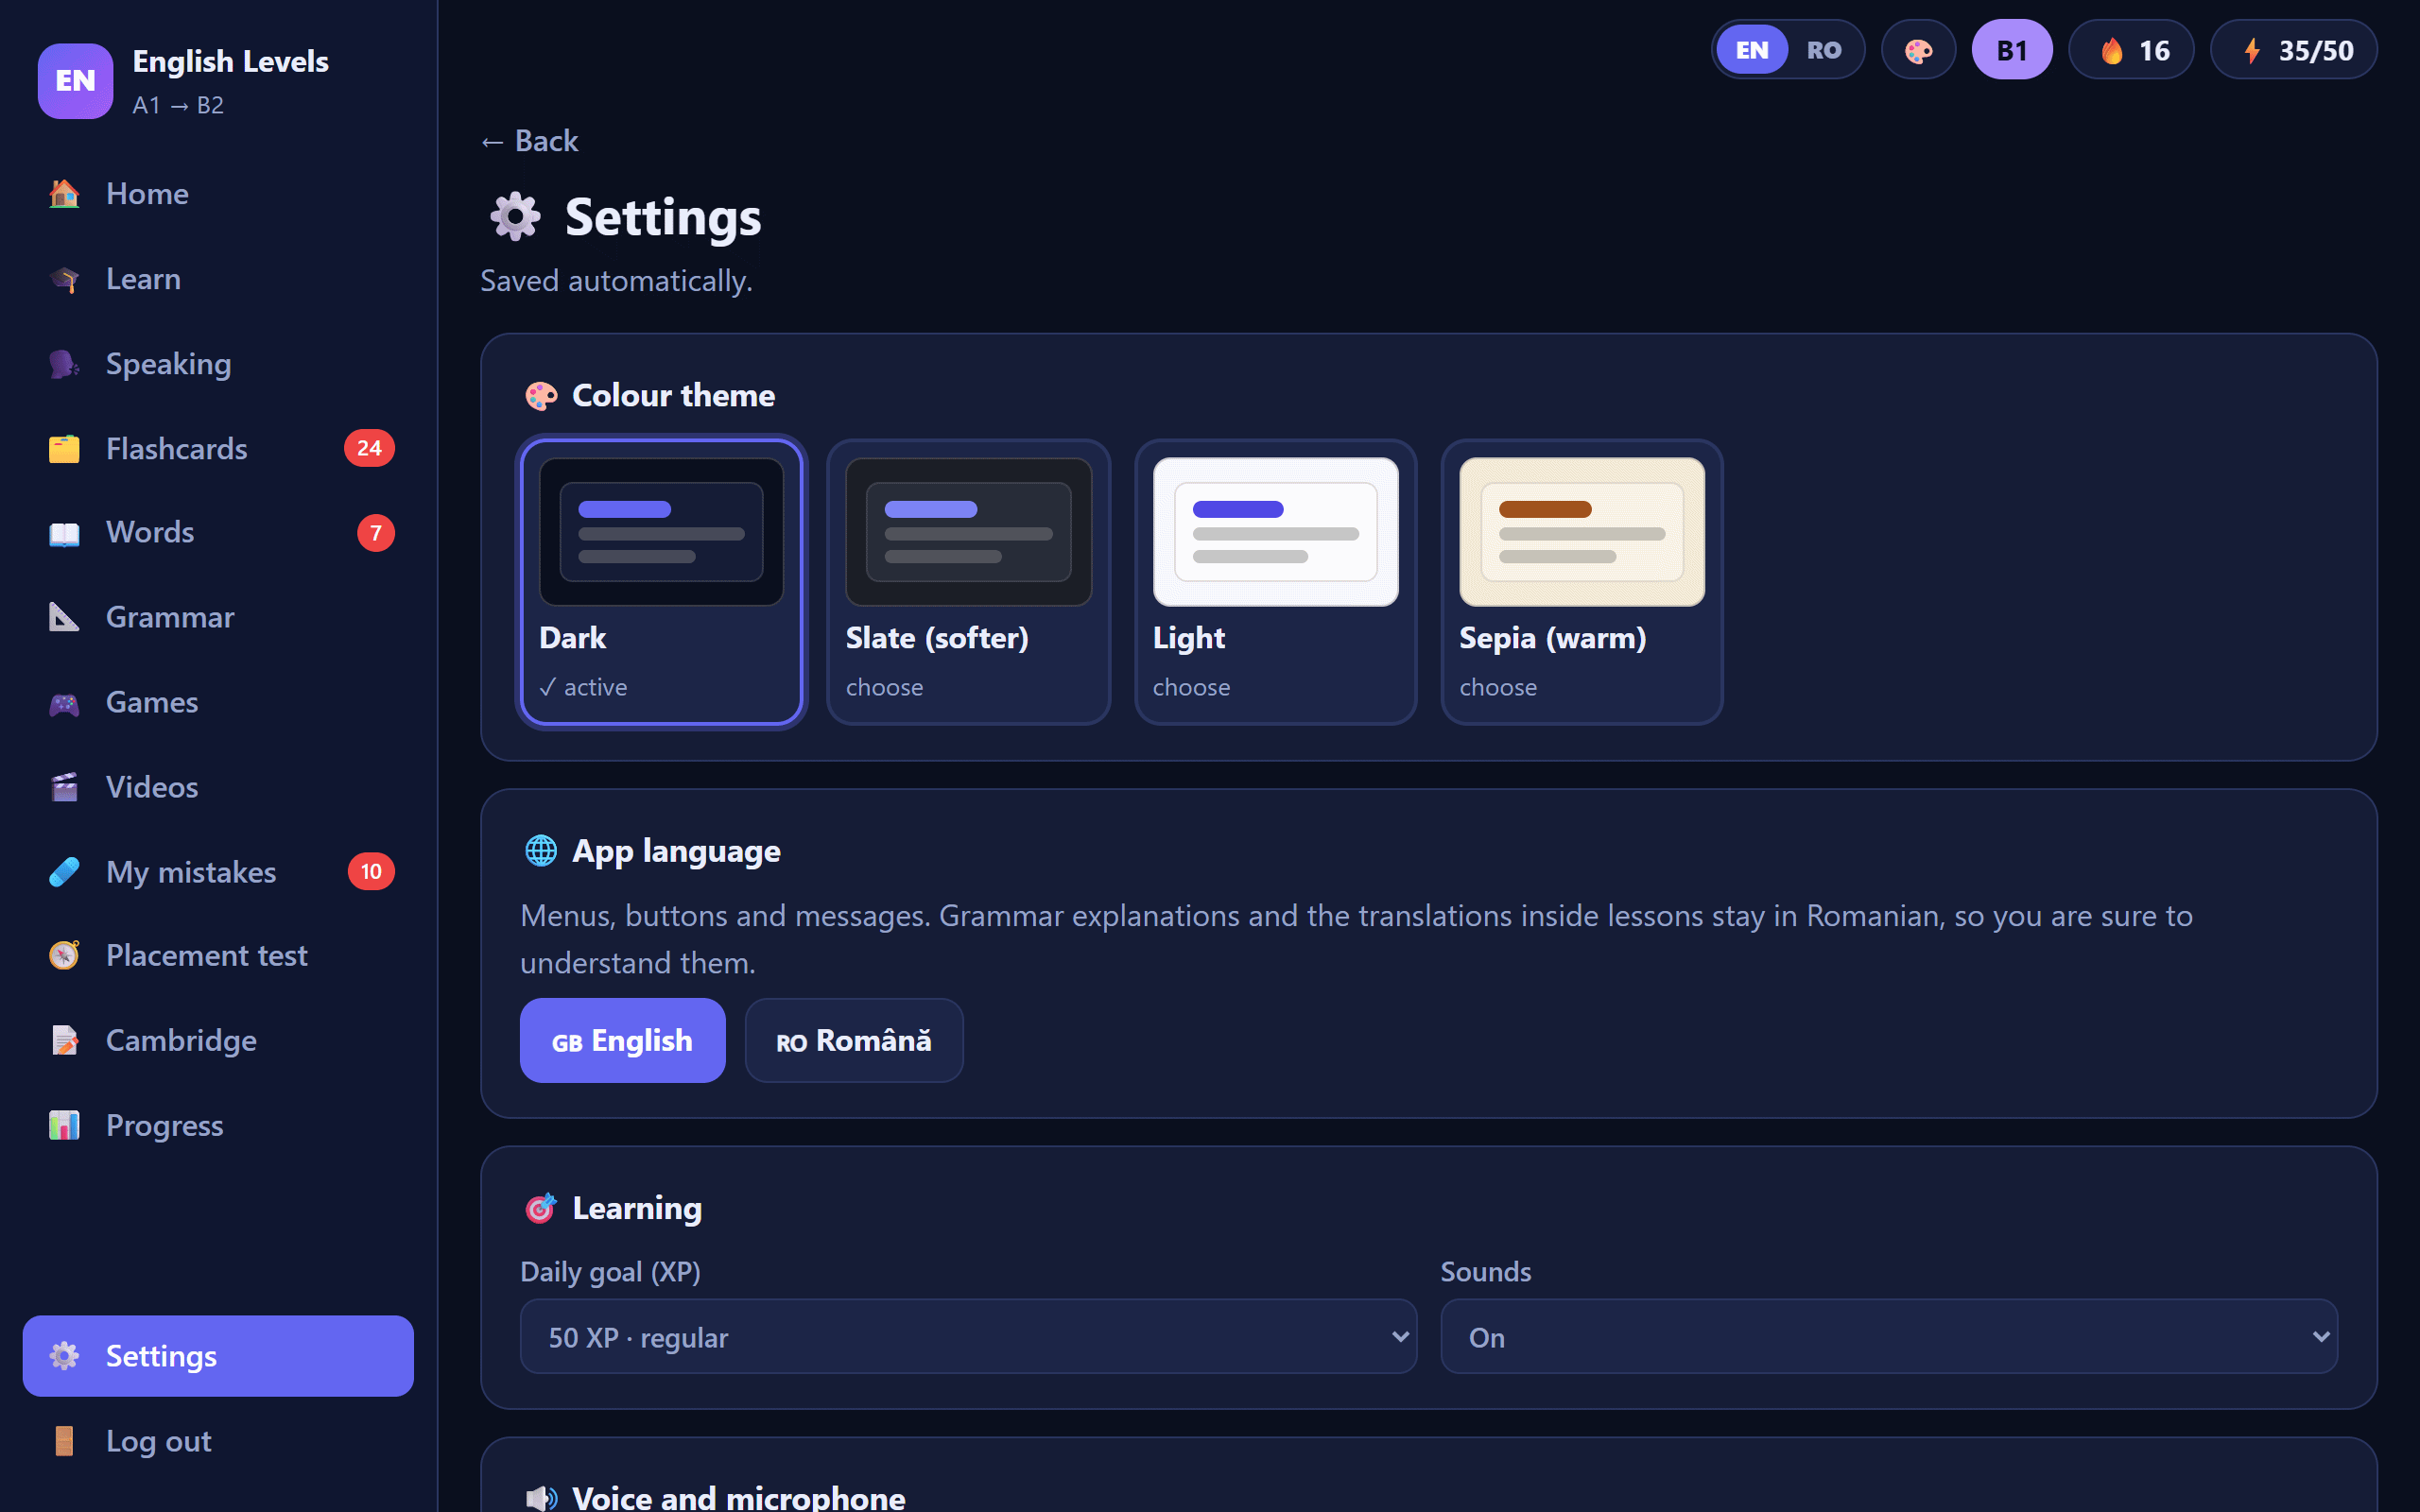 EN
English Levels
A1 → B2
Home
Learn
Speaking
Flashcards 24
Words 7
Grammar
Games
Videos
My mistakes 10
Placement test
Cambridge
Progress
Settings
Log out
EN RO B1 16 35/50
← Back
Settings
Saved automatically.
Colour theme
Dark
✓ active
Slate (softer)
choose
Light
choose
Sepia (warm)
choose
App language
Menus, buttons and messages. Grammar explanations and the translations inside lessons stay in Romanian, so you are sure to
understand them.
GB English RO Română
Learning
Daily goal (XP)
50 XP · regular
Sounds
On
Voice and microphone